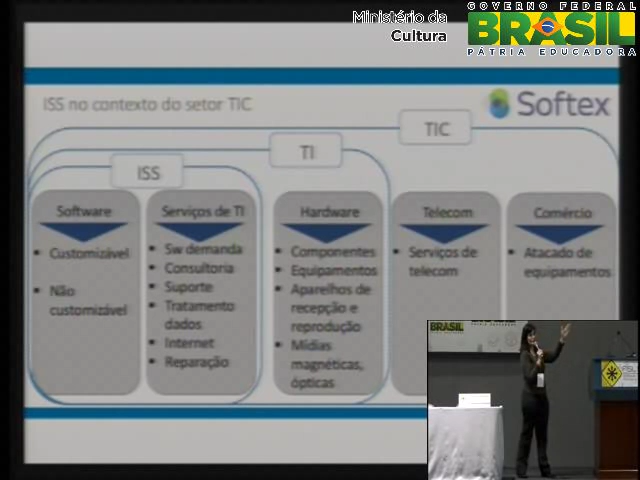 Ministério da
Cultura
GOVERNO FEDERAL
BRASIL
PÁTRIA EDUCADORA
ISS no contexto do setor TIC
Softex
TIC
TI
ISS
Software
Customizável
Não
customizável
Serviços de TI
Sw demanda
Consultoria
Suporte
Tratamento
dados
Internet
Reparação
Hardware
Componentes
Equipamentos
Aparelhos de
recepção e
reprodução
Mídias
magnéticas,
ópticas
Telecom
Serviços de
telecom
Comércio
Atacado de
equipamentos
BRASIL